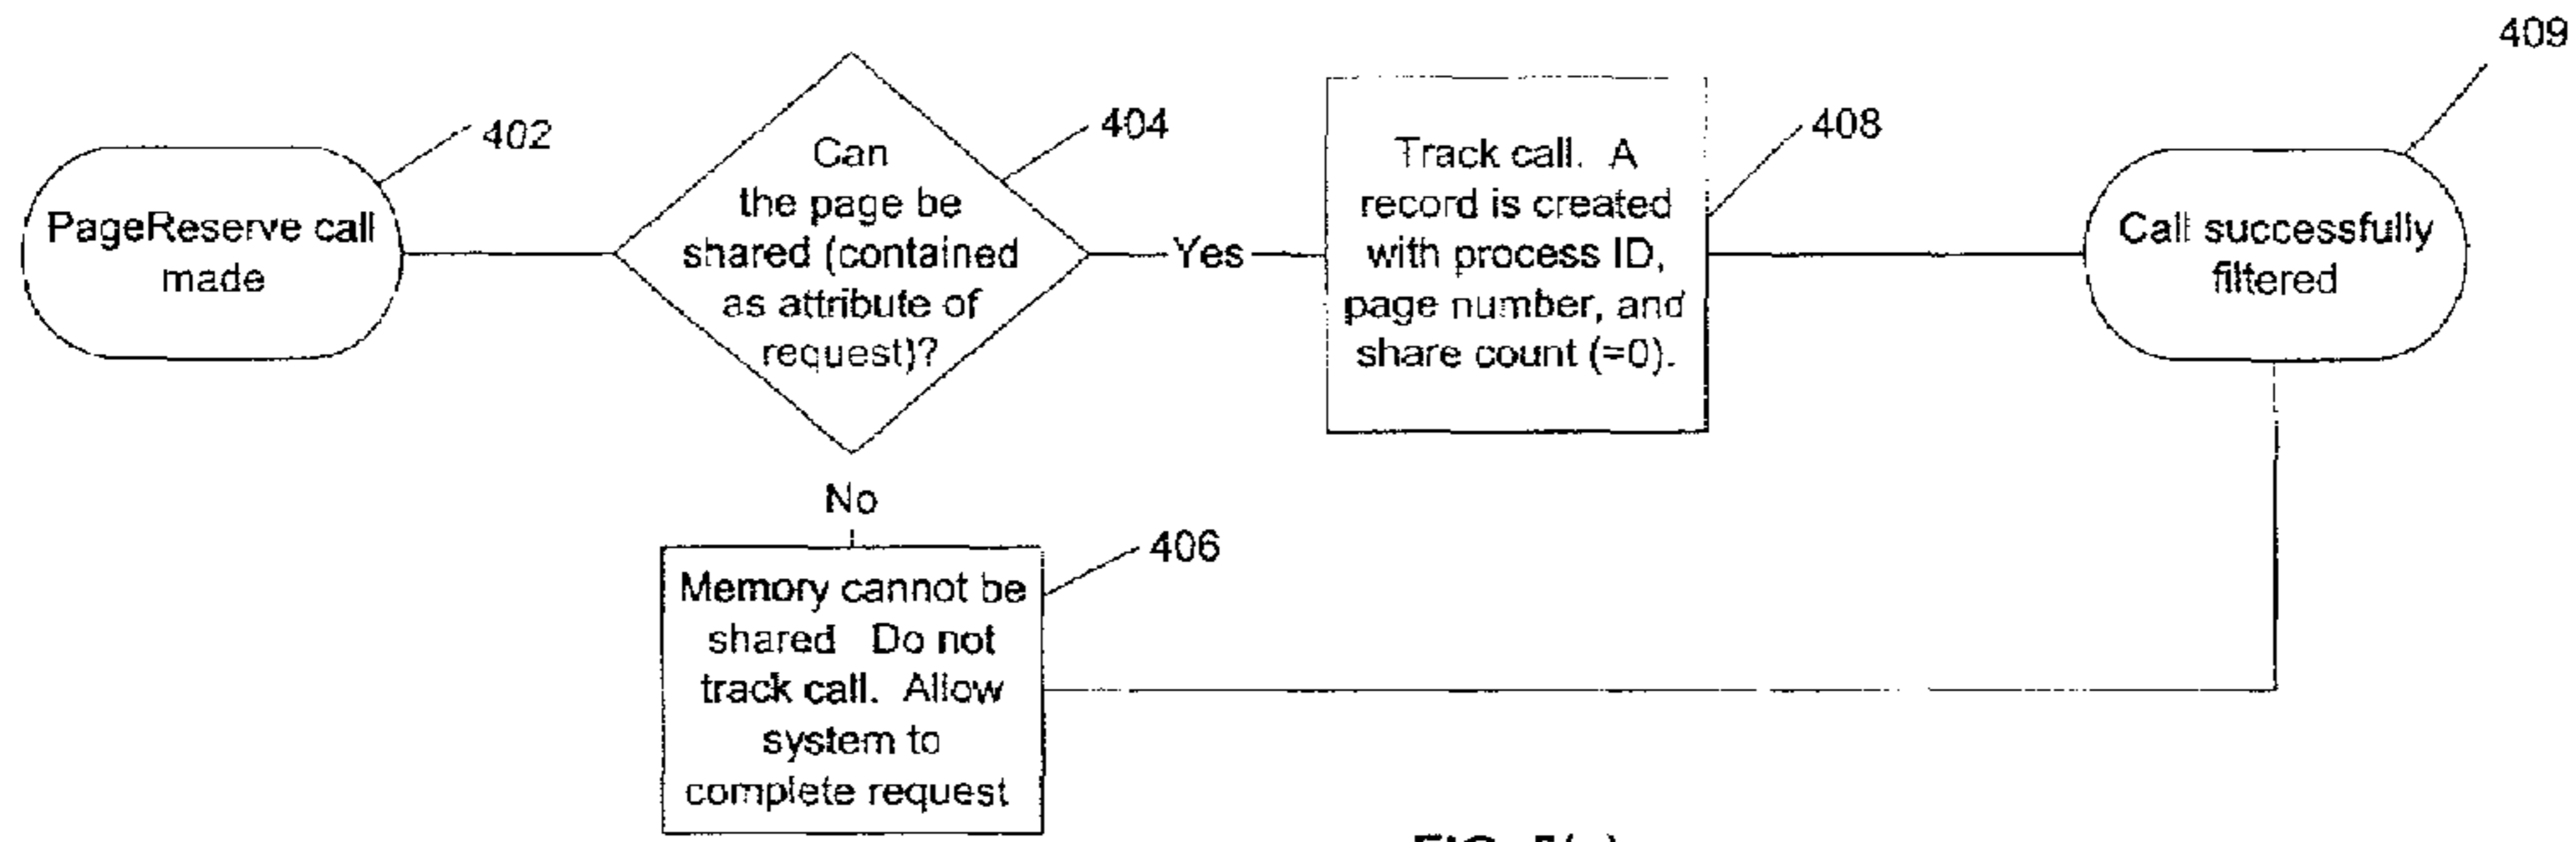 409
402
404
408
PageReserve call
made
Can
the page be
shared (contained
as attribute of
request)?
Yes
Track call. A
record is created
with process ID,
page number, and
share count (=0).
Call successfully
filtered
No
406
Memory cannot be
shared Do not
track call. Allow
system to
complete request